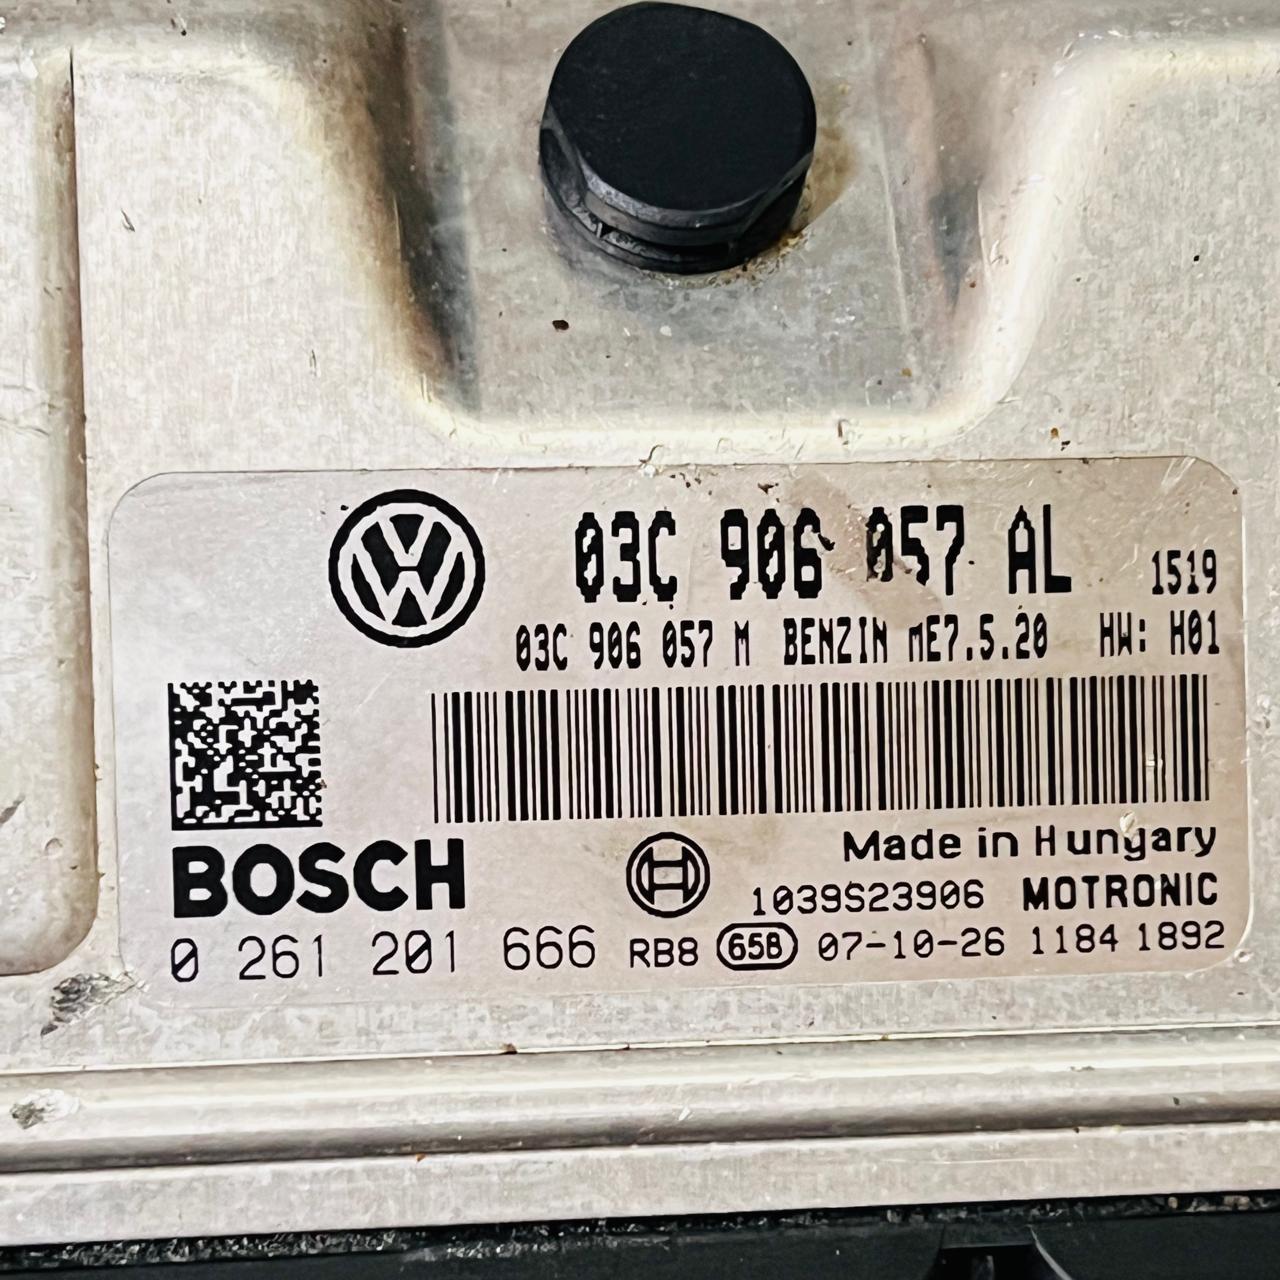 03C 906 057 AL 1519
03C 906 057 M BENZIN ME7.5.20 HW: H01
BOSCH
Made in Hungary
1039S23906 MOTRONIC
0 261 201 666 RB8 65B 07-10-26 1184 1892